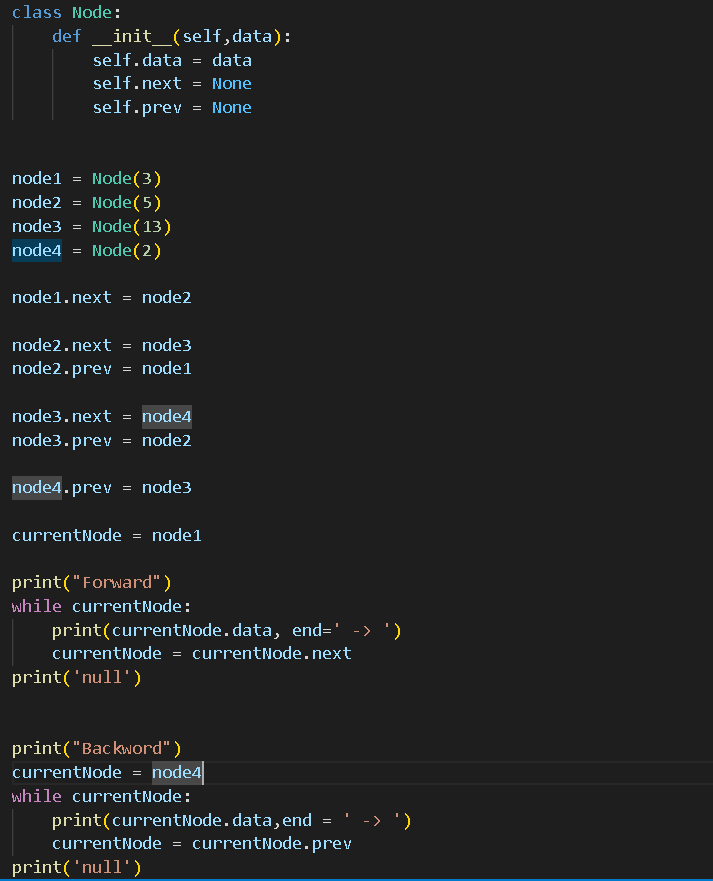 class Node:
    def __init__(self,data):
        self.data = data
        self.next = None
        self.prev = None
node1 = Node(3)
node2 = Node(5)
node3 = Node(13)
node4 = Node(2)
node1.next = node2
node2.next = node3
node2.prev = node1
node3.next = node4
node3.prev = node2
node4.prev = node3
currentNode = node1
print("Forward")
while currentNode:
    print(currentNode.data, end=' -> ')
    currentNode = currentNode.next
print('null')
print("Backword")
currentNode = node4
while currentNode:
    print(currentNode.data,end = ' -> ')
    currentNode = currentNode.prev
print('null')